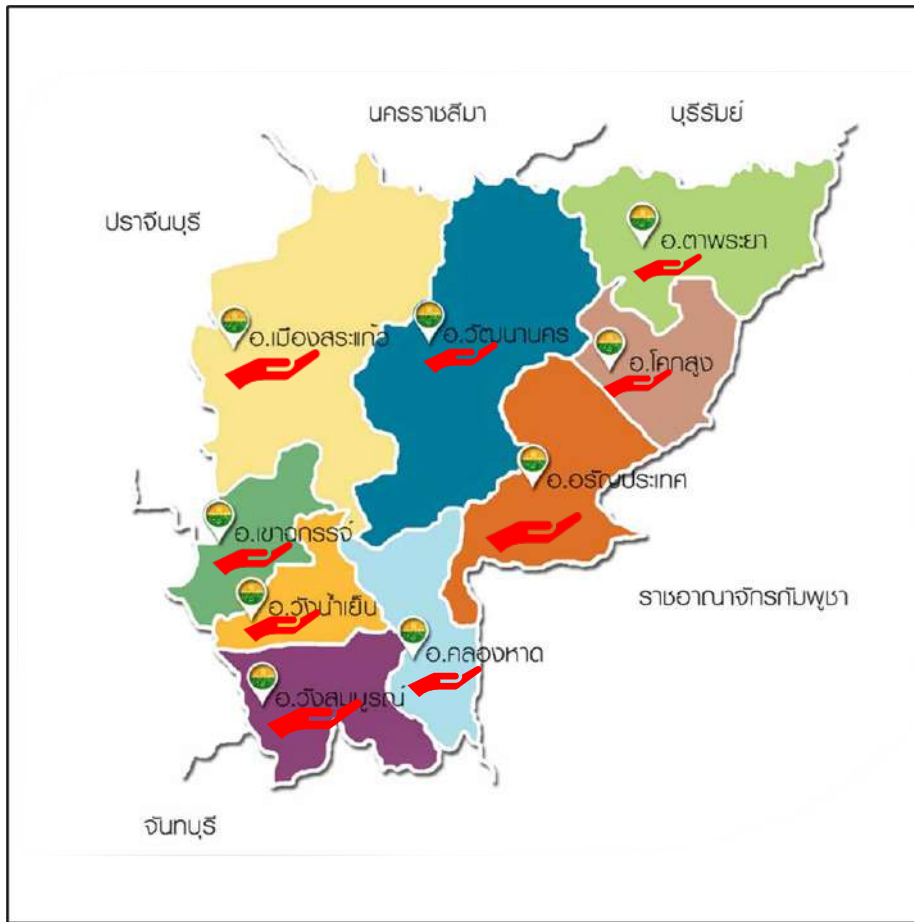 นครราชสีมา
บุรีรัมย์
ปราจีนบุรี
อ.ตาพระยา
อ.เมืองสระแก้ว
อ.วัฒนานคร
อ.โคกสูง
อ.อรัญประเทศ
อ.เขาฉกรรจ์
อ.วังน้ำเย็น
ราชอาณาจักรกัมพูชา
อ.คลองหาด
อ.วังสมบูรณ์
จันทบุรี